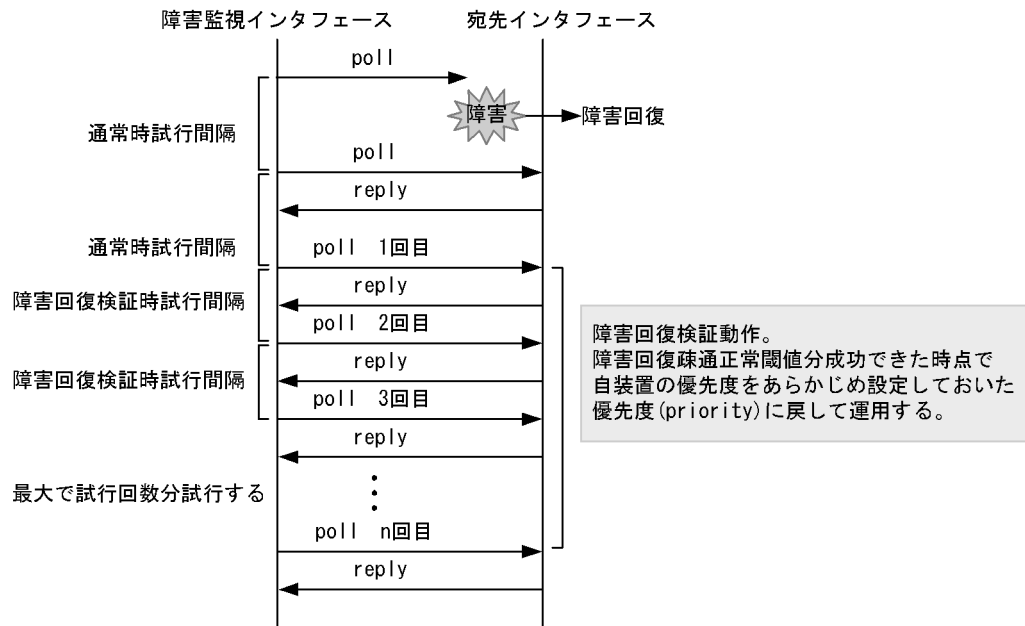 障害監視インタフェース
宛先インタフェース
poll
障害
障害回復
通常時試行間隔
poll
reply
通常時試行間隔
poll 1回目
reply
障害回復検証時試行間隔
poll 2回目
reply
障害回復検証時試行間隔
poll 3回目
reply
障害回復検証動作。
障害回復疎通正常閾値分成功できた時点で
自装置の優先度をあらかじめ設定しておいた
優先度(priority)に戻して運用する。
最大で試行回数分試行する
poll n回目
reply